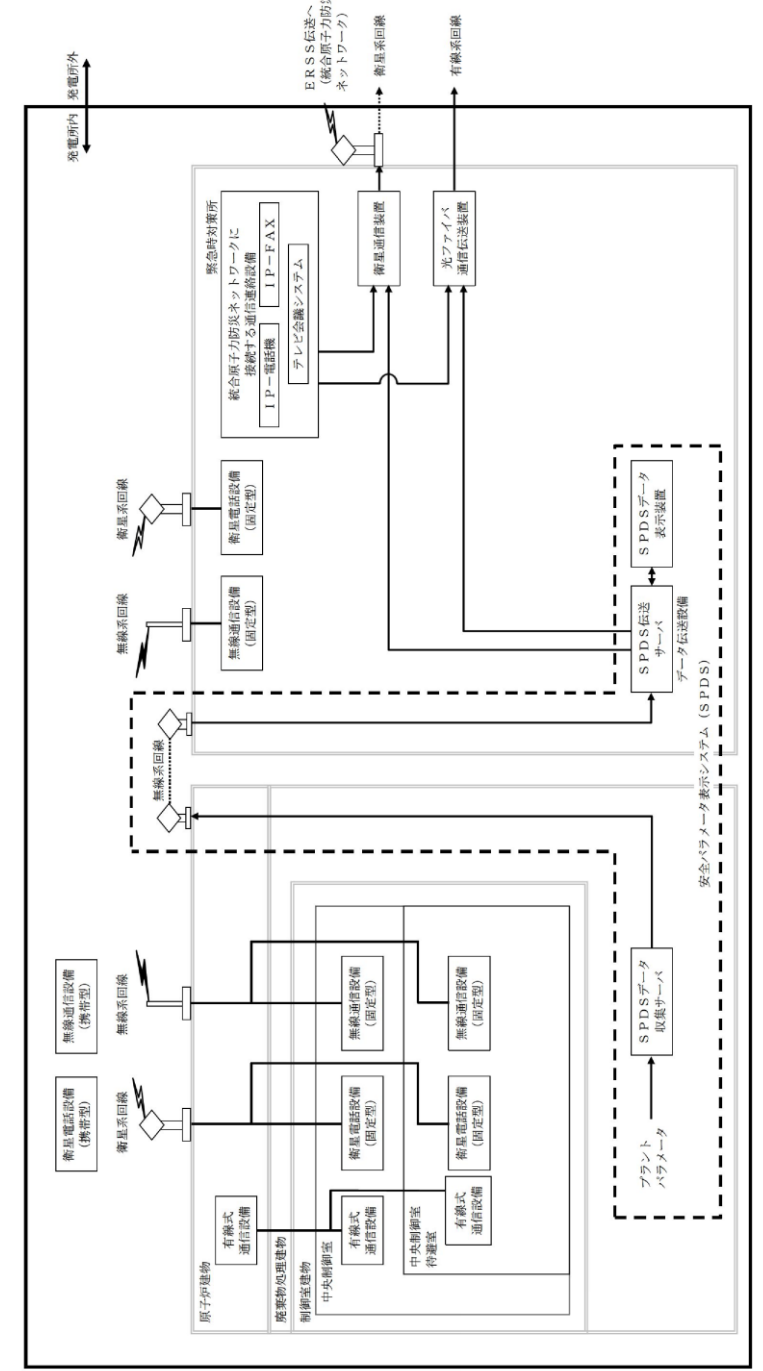 発電所内 発電所外
ERSS伝送へ
(統合原子力防災
ネットワーク)
衛星系回線
有線系回線
緊急時対策所
統合原子力防災ネットワークに
接続する通信連絡設備
IP-電話機
IP-FAX
テレビ会議システム
衛星通信装置
光ファイバ
通信伝送装置
衛星系回線
衛星電話設備
(固定型)
無線系回線
無線通信設備
(固定型)
SPDSデータ
表示装置
SPDS伝送
サーバ
データ伝送設備
無線系回線
安全パラメータ表示システム(SPDS)
無線通信設備
(携帯型)
衛星電話設備
(携帯型)
無線系回線
衛星系回線
無線通信設備
(固定型)
無線通信設備
(固定型)
衛星電話設備
(固定型)
衛星電話設備
(固定型)
有線式
通信設備
有線式
通信設備
有線式
通信設備
原子炉建物
廃棄物処理建物
制御室建物
中央制御室
中央制御室
待避室
SPDSデータ
収集サーバ
プラント
パラメータ